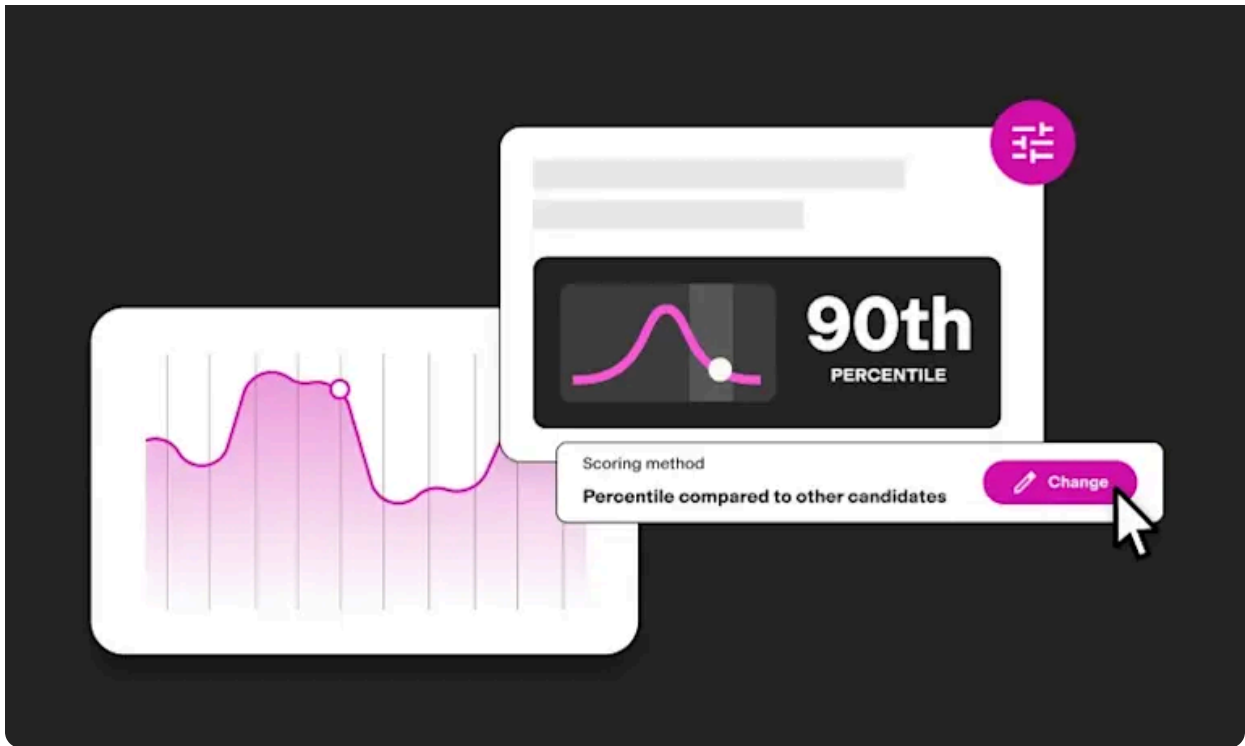 90th
PERCENTILE
Scoring method
Percentile compared to other candidates
Change